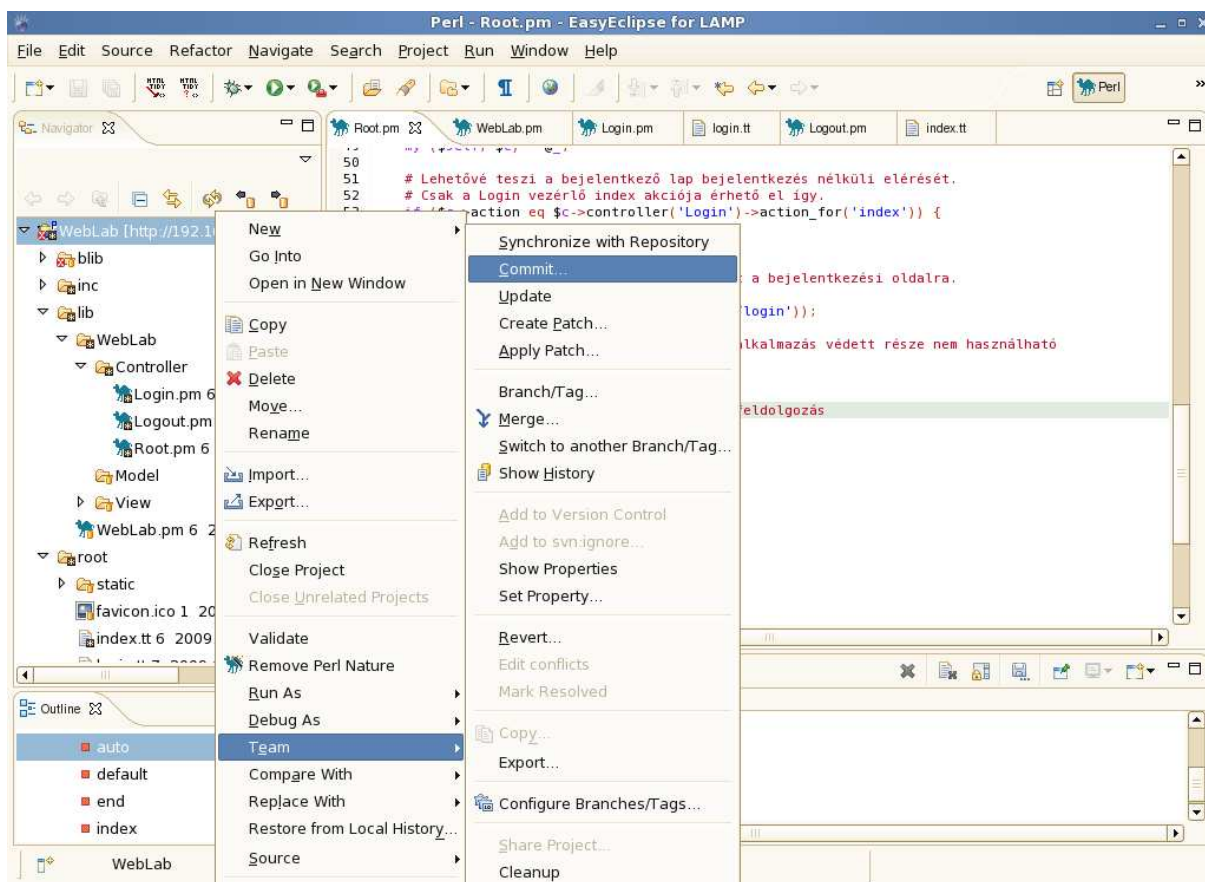 Perl - Root.pm - EasyEclipse for LAMP
File Edit Source Refactor Navigate Search Project Run Window Help
HTML TIDY
HTML TIDY
Perl
Navigator
Root.pm
WebLab.pm
Login.pm
login.tt
Logout.pm
index.tt
50
51 # Lehetővé teszi a bejelentkező lap bejelentkezés nélküli elérését.
52 # Csak a Login vezérlő index akciója érhető el így.
action eq $c->controller('Login')->action_for('index')) {
a bejelentkezési oldalra.
login'));
lkalmazás védett része nem használható
eldolgozás
WebLab [http://192.1
blib
inc
lib
WebLab
Controller
Login.pm 6
Logout.pm
Root.pm 6
Model
View
WebLab.pm 6 2
root
static
favicon.ico 1 20
index.tt 6 2009
New
Go Into
Open in New Window
Copy
Paste
Delete
Move...
Rename
Import...
Export...
Refresh
Close Project
Close Unrelated Projects
Validate
Remove Perl Nature
Run As
Debug As
Team
Compare With
Replace With
Restore from Local History...
Source
Synchronize with Repository
Commit...
Update
Create Patch...
Apply Patch...
Branch/Tag...
Merge...
Switch to another Branch/Tag...
Show History
Add to Version Control
Add to svn:ignore...
Show Properties
Set Property...
Revert...
Edit conflicts
Mark Resolved
Copy...
Export...
Configure Branches/Tags...
Share Project...
Cleanup
Outline
auto
default
end
index
WebLab